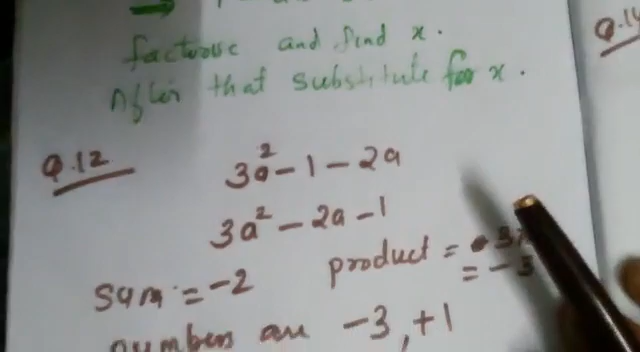 factorise and find x.
After that substitute for x.
Q.12
3a² - 1 - 2a
3a² - 2a - 1
sum = -2 product =
= -3
numbers are -3, +1